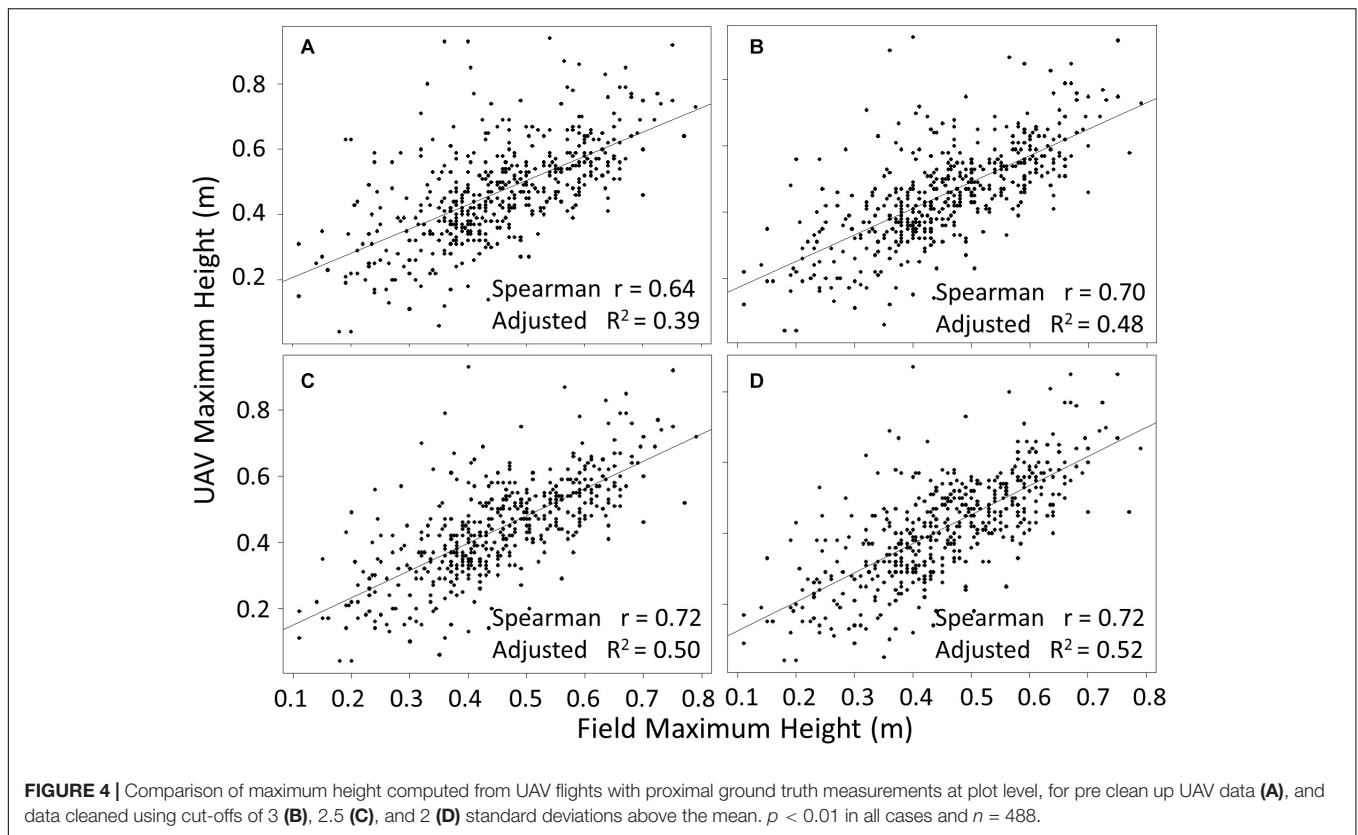 A
B
0.8
0.6
0.4
0.2
Spearman r = 0.64
Adjusted R² = 0.39
Spearman r = 0.70
Adjusted R² = 0.48
UAV Maximum Height (m)
C
D
0.8
0.6
0.4
0.2
Spearman r = 0.72
Adjusted R² = 0.50
Spearman r = 0.72
Adjusted R² = 0.52
0.1 0.2 0.3 0.4 0.5 0.6 0.7 0.8
0.1 0.2 0.3 0.4 0.5 0.6 0.7 0.8
Field Maximum Height (m)
FIGURE 4 | Comparison of maximum height computed from UAV flights with proximal ground truth measurements at plot level, for pre clean up UAV data (A), and
data cleaned using cut-offs of 3 (B), 2.5 (C), and 2 (D) standard deviations above the mean. p < 0.01 in all cases and n = 488.